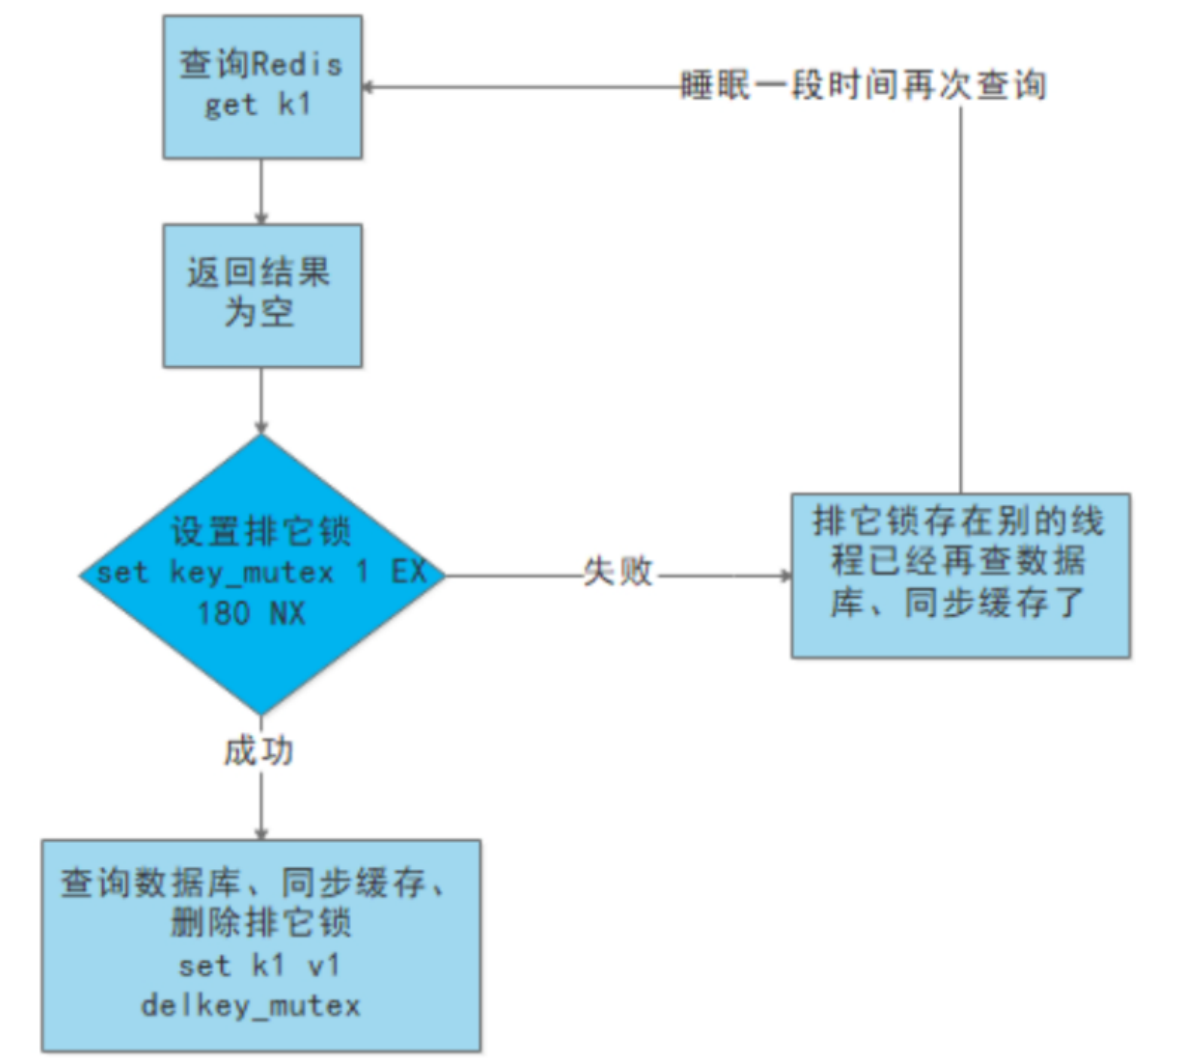 查询Redis
get k1
睡眠一段时间再次查询
返回结果
为空
设置排它锁
set key_mutex 1 EX
180 NX
失败
排它锁存在别的线
程已经再查数据
库、同步缓存了
成功
查询数据库、同步缓存、
删除排它锁
set k1 v1
delkey_mutex